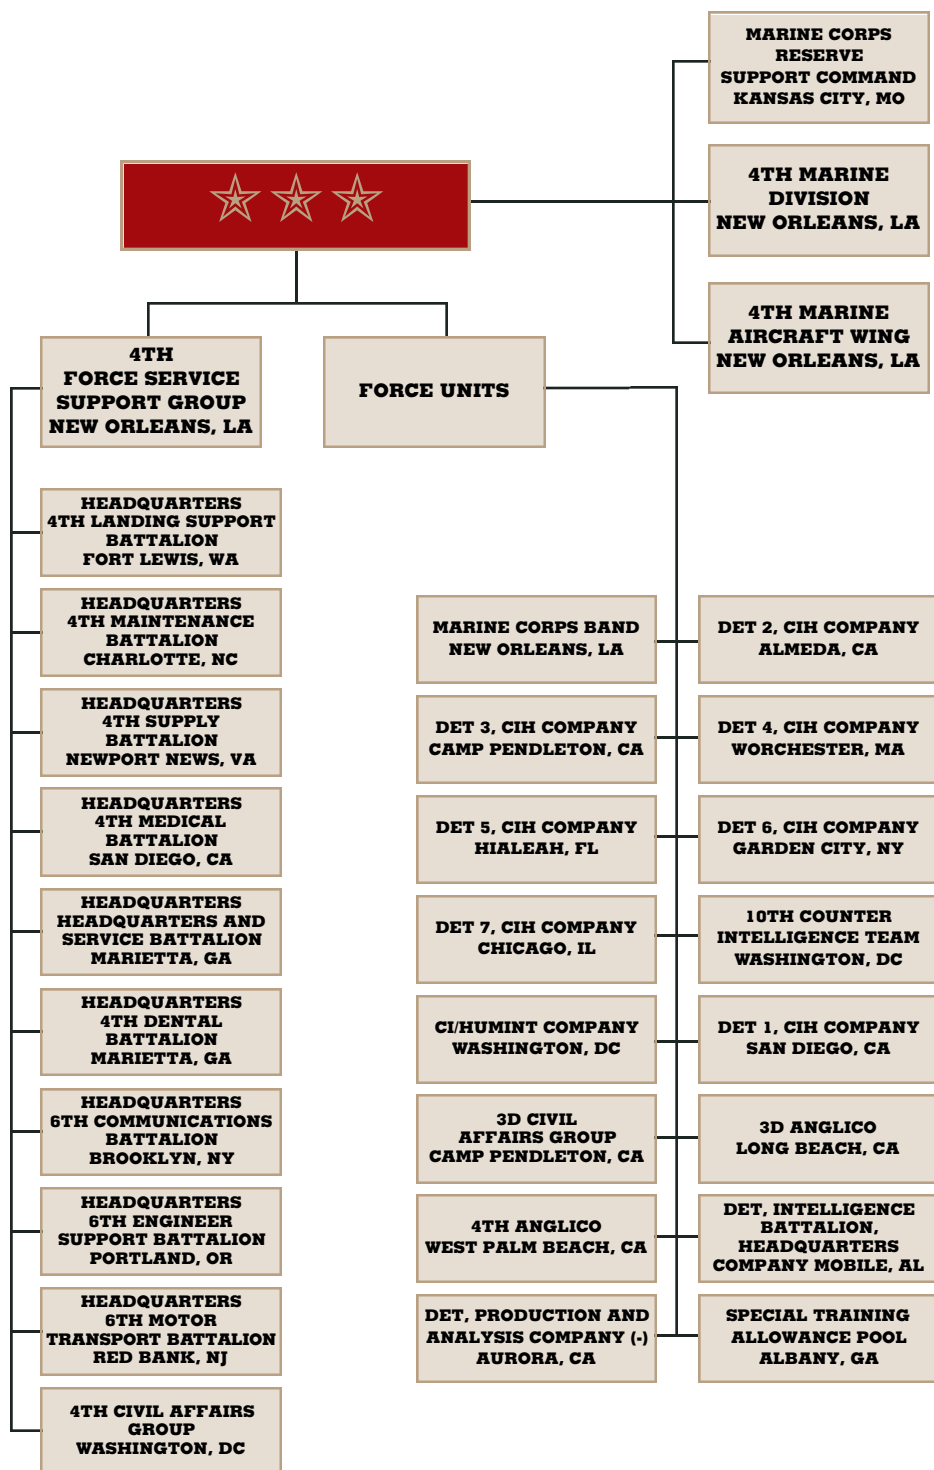 MARINE CORPS
RESERVE
SUPPORT COMMAND
KANSAS CITY, MO
4TH MARINE
DIVISION
NEW ORLEANS, LA
4TH MARINE
AIRCRAFT WING
NEW ORLEANS, LA
4TH
FORCE SERVICE
SUPPORT GROUP
NEW ORLEANS, LA
FORCE UNITS
HEADQUARTERS
4TH LANDING SUPPORT
BATTALION
FORT LEWIS, WA
HEADQUARTERS
4TH MAINTENANCE
BATTALION
CHARLOTTE, NC
HEADQUARTERS
4TH SUPPLY
BATTALION
NEWPORT NEWS, VA
HEADQUARTERS
4TH MEDICAL
BATTALION
SAN DIEGO, CA
HEADQUARTERS
HEADQUARTERS AND
SERVICE BATTALION
MARIETTA, GA
HEADQUARTERS
4TH DENTAL
BATTALION
MARIETTA, GA
HEADQUARTERS
6TH COMMUNICATIONS
BATTALION
BROOKLYN, NY
HEADQUARTERS
6TH ENGINEER
SUPPORT BATTALION
PORTLAND, OR
HEADQUARTERS
6TH MOTOR
TRANSPORT BATTALION
RED BANK, NJ
4TH CIVIL AFFAIRS
GROUP
WASHINGTON, DC
MARINE CORPS BAND
NEW ORLEANS, LA
DET 2, CIH COMPANY
ALMEDA, CA
DET 3, CIH COMPANY
CAMP PENDLETON, CA
DET 4, CIH COMPANY
WORCHESTER, MA
DET 5, CIH COMPANY
HIALEAH, FL
DET 6, CIH COMPANY
GARDEN CITY, NY
DET 7, CIH COMPANY
CHICAGO, IL
10TH COUNTER
INTELLIGENCE TEAM
WASHINGTON, DC
CI/HUMINT COMPANY
WASHINGTON, DC
DET 1, CIH COMPANY
SAN DIEGO, CA
3D CIVIL
AFFAIRS GROUP
CAMP PENDLETON, CA
3D ANGLICO
LONG BEACH, CA
4TH ANGLICO
WEST PALM BEACH, CA
DET, INTELLIGENCE
BATTALION,
HEADQUARTERS
COMPANY MOBILE, AL
DET, PRODUCTION AND
ANALYSIS COMPANY (-)
AURORA, CA
SPECIAL TRAINING
ALLOWANCE POOL
ALBANY, GA